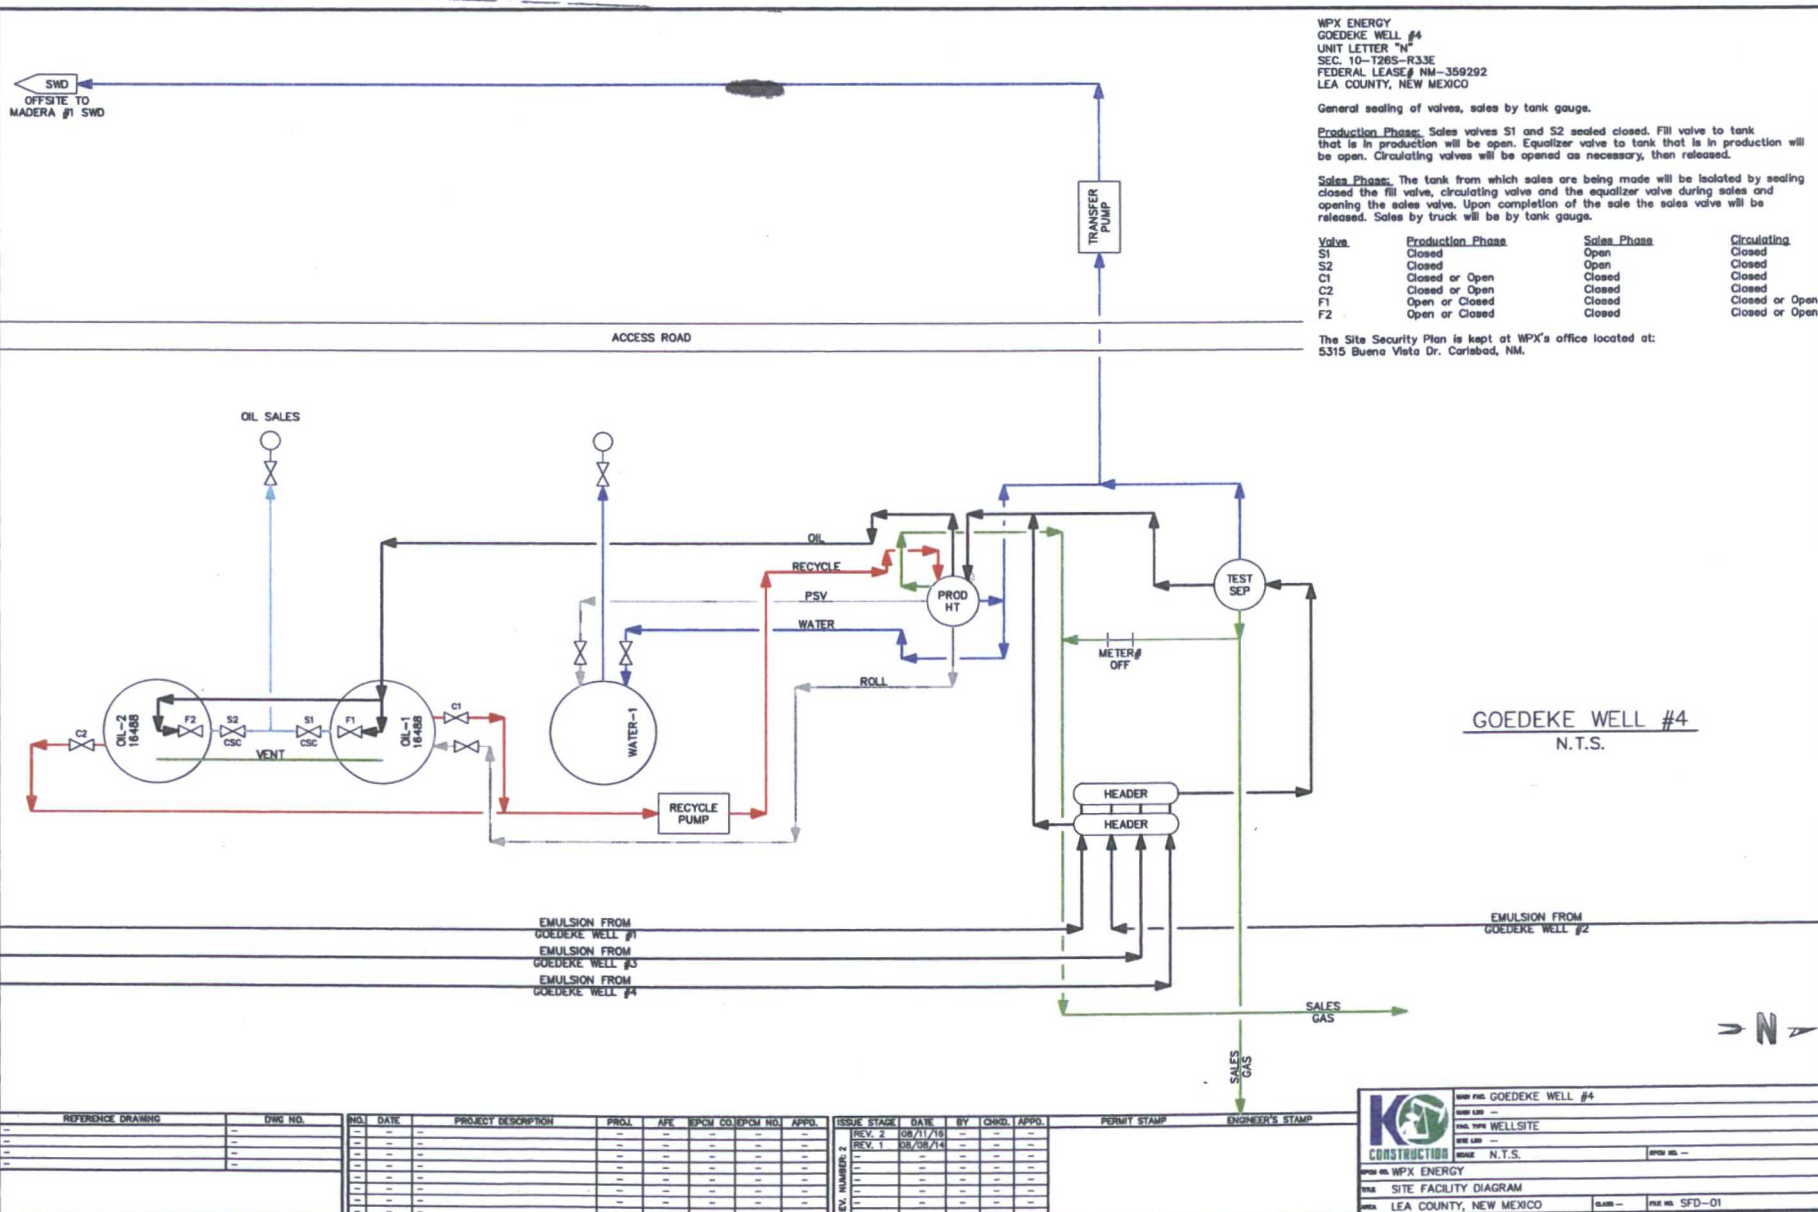 WPX ENERGY
GOEDEKE WELL #4
UNIT LETTER "N"
SEC. 10-T26S-R33E
FEDERAL LEASE# NM-359292
LEA COUNTY, NEW MEXICO
General sealing of valves, sales by tank gauge.
Production Phase: Sales valves S1 and S2 sealed closed. Fill valve to tank
that is in production will be open. Equalizer valve to tank that is in production will
be open. Circulating valves will be opened as necessary, then released.
Sales Phase: The tank from which sales are being made will be isolated by sealing
closed the fill valve, circulating valve and the equalizer valve during sales and
opening the sales valve. Upon completion of the sale the sales valve will be
released. Sales by truck will be by tank gauge.
Valve Production Phase Sales Phase Circulating
S1 Closed Open Closed
S2 Closed Open Closed
C1 Closed or Open Closed Closed
C2 Closed or Open Closed Closed
F1 Open or Closed Closed Closed or Open
F2 Open or Closed Closed Closed or Open
The Site Security Plan is kept at WPX's office located at:
5315 Buena Vista Dr. Carlsbad, NM.
SWD
OFFSITE TO
MADERA #1 SWD
TRANSFER
PUMP
ACCESS ROAD
OIL SALES
OIL
RECYCLE
PSV
WATER
ROLL
PROD
HT
TEST
SEP
METER#
OFF
OIL-2
16488
F2
S2
CSC
S1
CSC
F1
OIL-1
16488
C1
C2
VENT
WATER-1
RECYCLE
PUMP
HEADER
HEADER
GOEDEKE WELL #4
N.T.S.
EMULSION FROM
GOEDEKE WELL #1
EMULSION FROM
GOEDEKE WELL #2
EMULSION FROM
GOEDEKE WELL #3
EMULSION FROM
GOEDEKE WELL #4
SALES
GAS
SALES
GAS
N
REFERENCE DRAWING DWG NO.
NO. DATE PROJECT DESCRIPTION PROJ. AFE EPCM CO. EPCM NO. APPD.
ISSUE STAGE DATE BY CHKD. APPD.
REV. 2 08/11/16
REV. 1 08/08/14
REV. NUMBER: 2
PERMIT STAMP
ENGINEER'S STAMP
CONSTRUCTION
GOEDEKE WELL #4
FAC. TYPE WELLSITE
SCALE N.T.S.
WPX ENERGY
TITLE SITE FACILITY DIAGRAM
AREA LEA COUNTY, NEW MEXICO
CLASS -
FILE NO. SFD-01